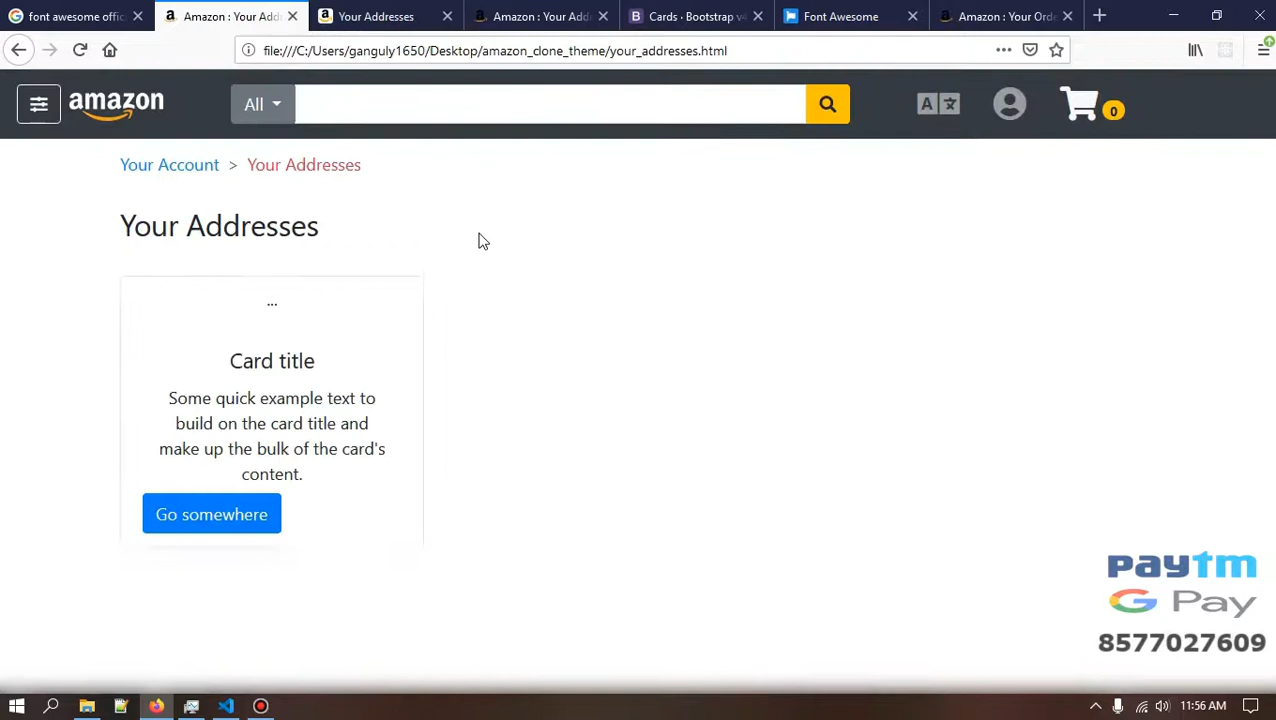 font awesome offic
Amazon : Your Add
Your Addresses
Amazon : Your Add
Cards · Bootstrap v4
Font Awesome
Amazon : Your Ord
file:///C:/Users/ganguly1650/Desktop/amazon_clone_theme/your_addresses.html
amazon
All
A
文
0
Your Account > Your Addresses
Your Addresses
...
Card title
Some quick example text to
build on the card title and
make up the bulk of the card's
content.
Go somewhere
paytm
G Pay
8577027609
11:56 AM